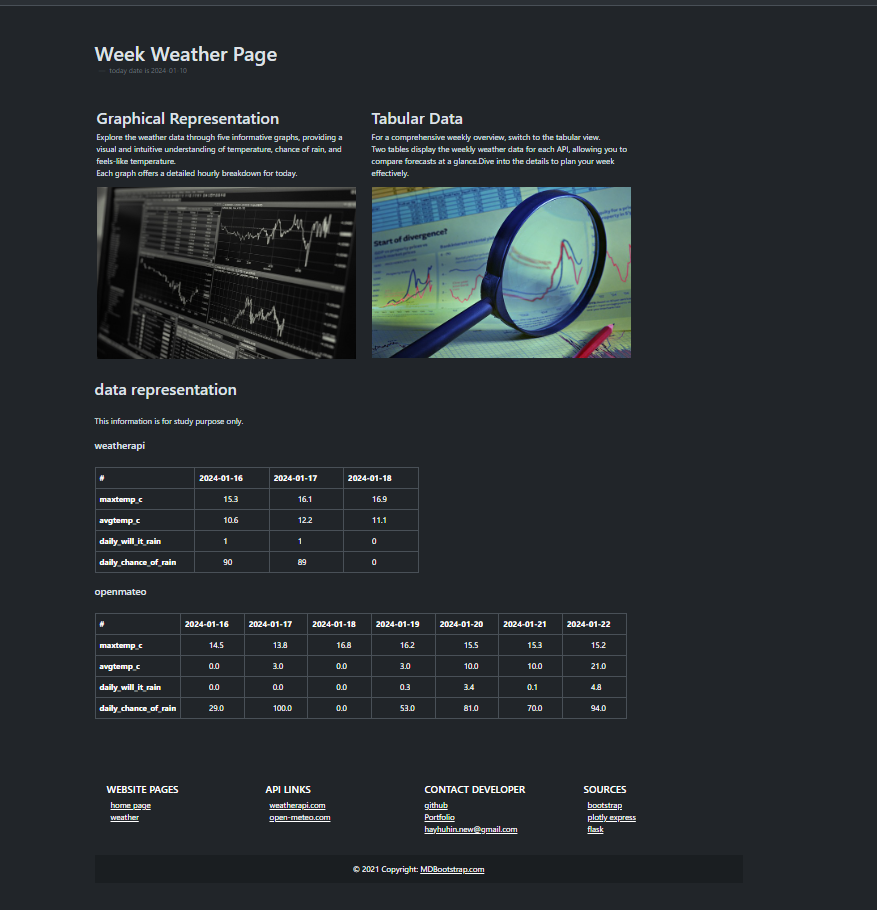 Week Weather Page
— today date is 2024-01-10
Graphical Representation
Explore the weather data through five informative graphs, providing a
visual and intuitive understanding of temperature, chance of rain, and
feels-like temperature.
Each graph offers a detailed hourly breakdown for today.
Tabular Data
For a comprehensive weekly overview, switch to the tabular view.
Two tables display the weekly weather data for each API, allowing you to
compare forecasts at a glance.Dive into the details to plan your week
effectively.
Start of divergence?
data representation
This information is for study purpose only.
weatherapi
# 2024-01-16 2024-01-17 2024-01-18
maxtemp_c 15.3 16.1 16.9
avgtemp_c 10.6 12.2 11.1
daily_will_it_rain 1 1 0
daily_chance_of_rain 90 89 0
openmateo
# 2024-01-16 2024-01-17 2024-01-18 2024-01-19 2024-01-20 2024-01-21 2024-01-22
maxtemp_c 14.5 13.8 16.8 16.2 15.5 15.3 15.2
avgtemp_c 0.0 3.0 0.0 3.0 10.0 10.0 21.0
daily_will_it_rain 0.0 0.0 0.0 0.3 3.4 0.1 4.8
daily_chance_of_rain 29.0 100.0 0.0 53.0 81.0 70.0 94.0
WEBSITE PAGES
home page
weather
API LINKS
weatherapi.com
open-meteo.com
CONTACT DEVELOPER
github
Portfolio
hayhuhin.new@gmail.com
SOURCES
bootstrap
plotly express
flask
© 2021 Copyright: MDBootstrap.com